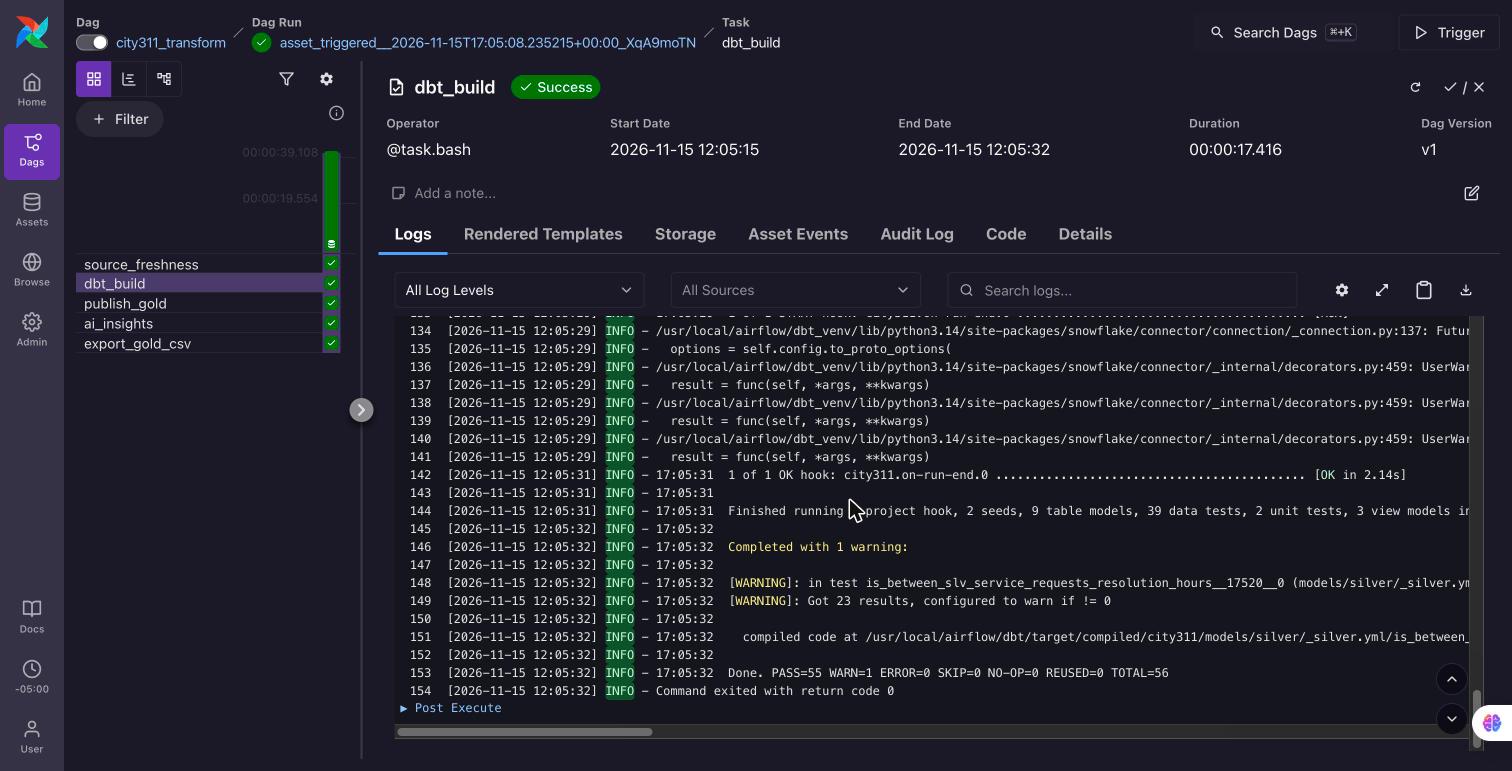 Dag
city311_transform
Dag Run
asset_triggered__2026-11-15T17:05:08.235215+00:00_XqA9moTN
Task
dbt_build
Search Dags
⌘+K
Trigger
Home
Dags
Assets
Browse
Admin
Docs
-05:00
User
Filter
00:00:39.108
00:00:19.554
source_freshness
dbt_build
publish_gold
ai_insights
export_gold_csv
dbt_build
Success
/
Operator
@task.bash
Start Date
2026-11-15 12:05:15
End Date
2026-11-15 12:05:32
Duration
00:00:17.416
Dag Version
v1
Add a note...
Logs Rendered Templates Storage Asset Events Audit Log Code Details
All Log Levels
All Sources
Search logs...
134 [2026-11-15 12:05:29] INFO - /usr/local/airflow/dbt_venv/lib/python3.14/site-packages/snowflake/connector/connection/_connection.py:137: Futur
135 [2026-11-15 12:05:29] INFO -   options = self.config.to_proto_options(
136 [2026-11-15 12:05:29] INFO - /usr/local/airflow/dbt_venv/lib/python3.14/site-packages/snowflake/connector/_internal/decorators.py:459: UserWar
137 [2026-11-15 12:05:29] INFO -   result = func(self, *args, **kwargs)
138 [2026-11-15 12:05:29] INFO - /usr/local/airflow/dbt_venv/lib/python3.14/site-packages/snowflake/connector/_internal/decorators.py:459: UserWar
139 [2026-11-15 12:05:29] INFO -   result = func(self, *args, **kwargs)
140 [2026-11-15 12:05:29] INFO - /usr/local/airflow/dbt_venv/lib/python3.14/site-packages/snowflake/connector/_internal/decorators.py:459: UserWar
141 [2026-11-15 12:05:29] INFO -   result = func(self, *args, **kwargs)
142 [2026-11-15 12:05:31] INFO - 17:05:31  1 of 1 OK hook: city311.on-run-end.0 ........................................... [OK in 2.14s]
143 [2026-11-15 12:05:31] INFO - 17:05:31
144 [2026-11-15 12:05:31] INFO - 17:05:31  Finished running project hook, 2 seeds, 9 table models, 39 data tests, 2 unit tests, 3 view models in
145 [2026-11-15 12:05:32] INFO - 17:05:32
146 [2026-11-15 12:05:32] INFO - 17:05:32  Completed with 1 warning:
147 [2026-11-15 12:05:32] INFO - 17:05:32
148 [2026-11-15 12:05:32] INFO - 17:05:32  [WARNING]: in test is_between_slv_service_requests_resolution_hours__17520__0 (models/silver/_silver.ym
149 [2026-11-15 12:05:32] INFO - 17:05:32  [WARNING]: Got 23 results, configured to warn if != 0
150 [2026-11-15 12:05:32] INFO - 17:05:32
151 [2026-11-15 12:05:32] INFO - 17:05:32    compiled code at /usr/local/airflow/dbt/target/compiled/city311/models/silver/_silver.yml/is_between_
152 [2026-11-15 12:05:32] INFO - 17:05:32
153 [2026-11-15 12:05:32] INFO - 17:05:32  Done. PASS=55 WARN=1 ERROR=0 SKIP=0 NO-OP=0 REUSED=0 TOTAL=56
154 [2026-11-15 12:05:32] INFO - Command exited with return code 0
▶ Post Execute